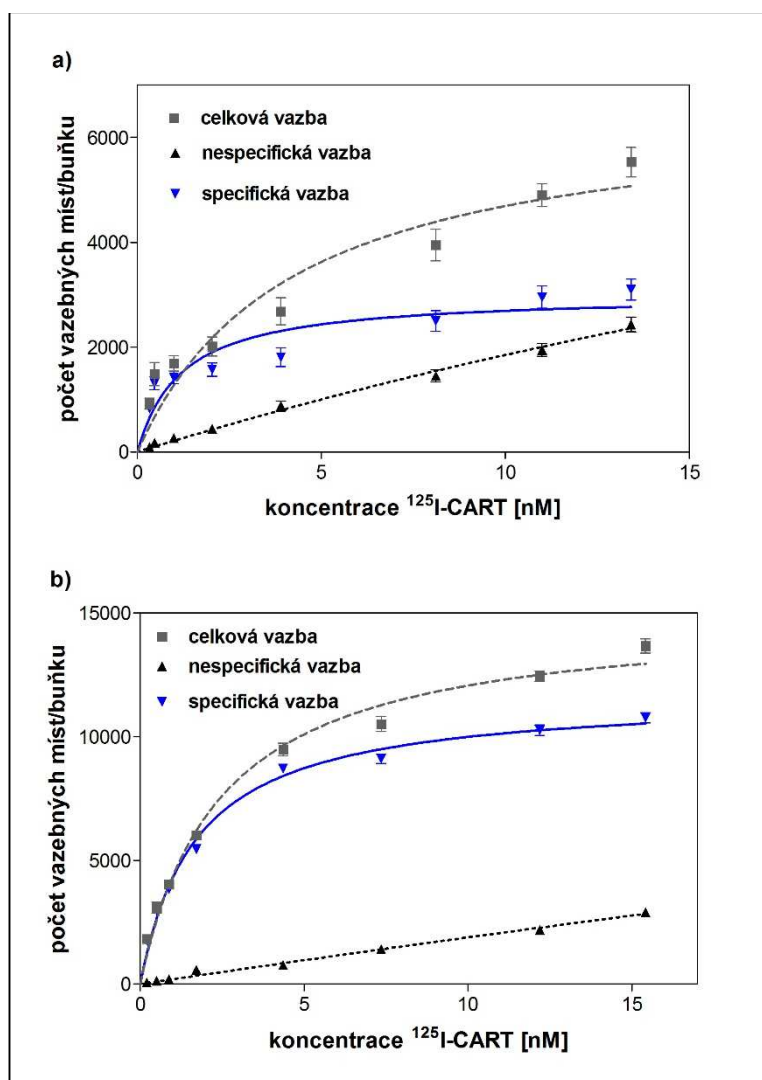 a)
6000
4000
2000
0
celková vazba
nespecifická vazba
specifická vazba
počet vazebných míst/buňku
0 5 10 15
koncentrace ¹²⁵I-CART [nM]
b)
15000
10000
5000
0
celková vazba
nespecifická vazba
specifická vazba
počet vazebných míst/buňku
0 5 10 15
koncentrace ¹²⁵I-CART [nM]